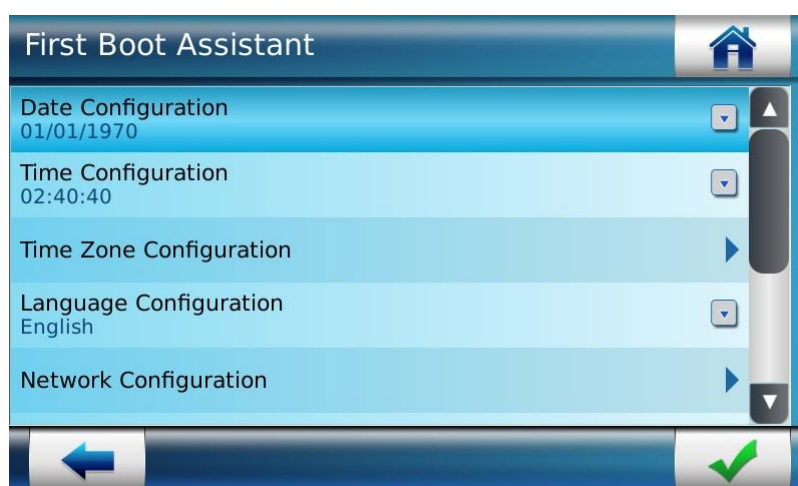 First Boot Assistant
Date Configuration
01/01/1970
Time Configuration
02:40:40
Time Zone Configuration
Language Configuration
English
Network Configuration